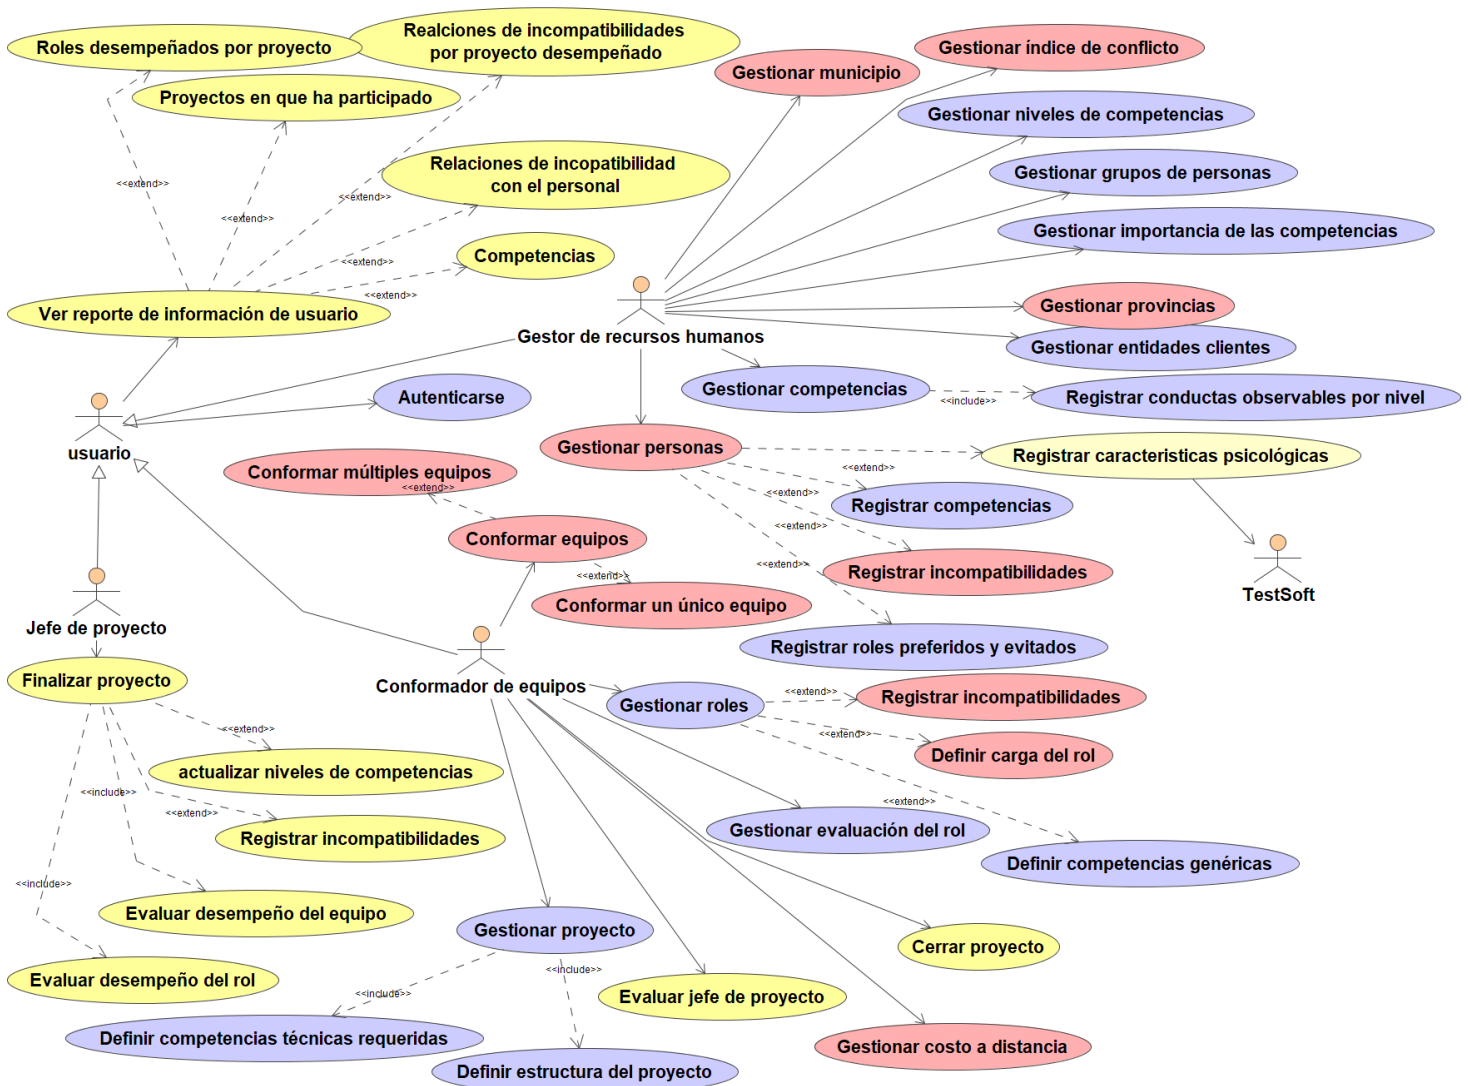 Roles desempeñados por proyecto
Realciones de incompatibilidades
por proyecto desempeñado
Proyectos en que ha participado
Relaciones de incopatibilidad
con el personal
Competencias
<<extend>>
<<extend>>
<<extend>>
<<extend>>
<<extend>>
Ver reporte de información de usuario
Gestionar municipio
Gestionar índice de conflicto
Gestionar niveles de competencias
Gestionar grupos de personas
Gestionar importancia de las competencias
Gestionar provincias
Gestionar entidades clientes
Gestor de recursos humanos
Gestionar competencias
<<include>>
Registrar conductas observables por nivel
Autenticarse
usuario
Gestionar personas
Registrar caracteristicas psicológicas
<<extend>>
Registrar competencias
<<extend>>
<<extend>>
Registrar incompatibilidades
<<extend>>
Registrar roles preferidos y evitados
TestSoft
Conformar múltiples equipos
<<extend>>
Conformar equipos
<<extend>>
Conformar un único equipo
Jefe de proyecto
Finalizar proyecto
Conformador de equipos
Gestionar roles
<<extend>>
Registrar incompatibilidades
<<extend>>
Definir carga del rol
<<extend>>
Definir competencias genéricas
Gestionar evaluación del rol
<<extend>>
actualizar niveles de competencias
<<include>>
<<extend>>
Registrar incompatibilidades
<<include>>
Evaluar desempeño del equipo
Evaluar desempeño del rol
Gestionar proyecto
<<include>>
<<include>>
Definir competencias técnicas requeridas
Definir estructura del proyecto
Evaluar jefe de proyecto
Cerrar proyecto
Gestionar costo a distancia